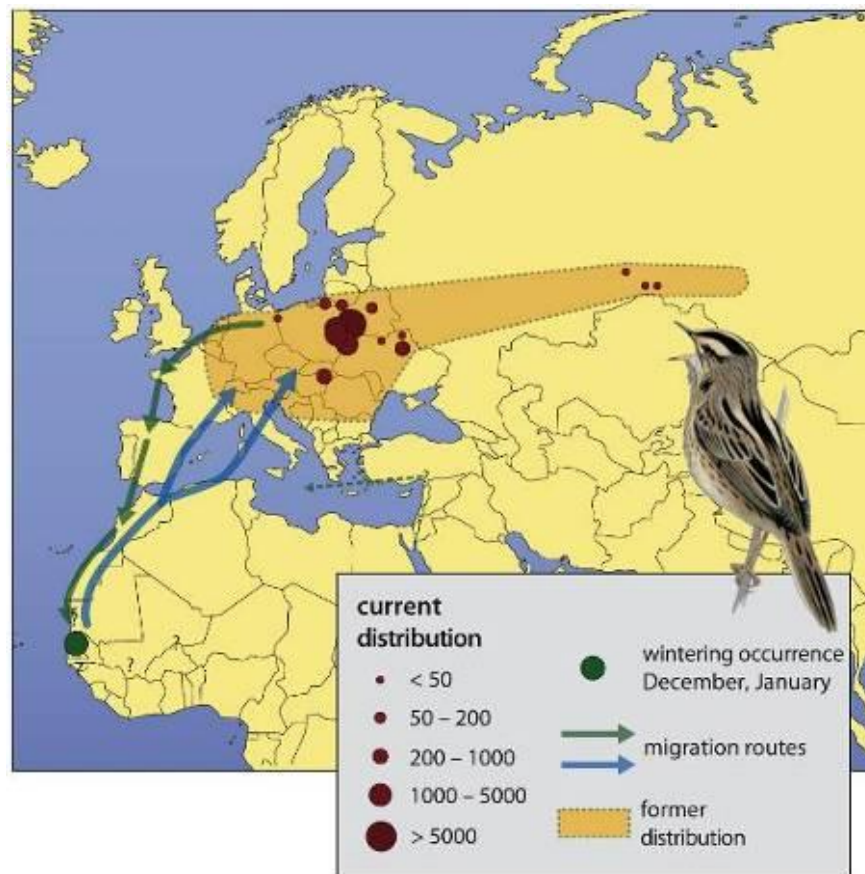 ?
?
current
distribution
< 50
50 – 200
200 – 1000
1000 – 5000
> 5000
wintering occurrence
December, January
migration routes
former
distribution